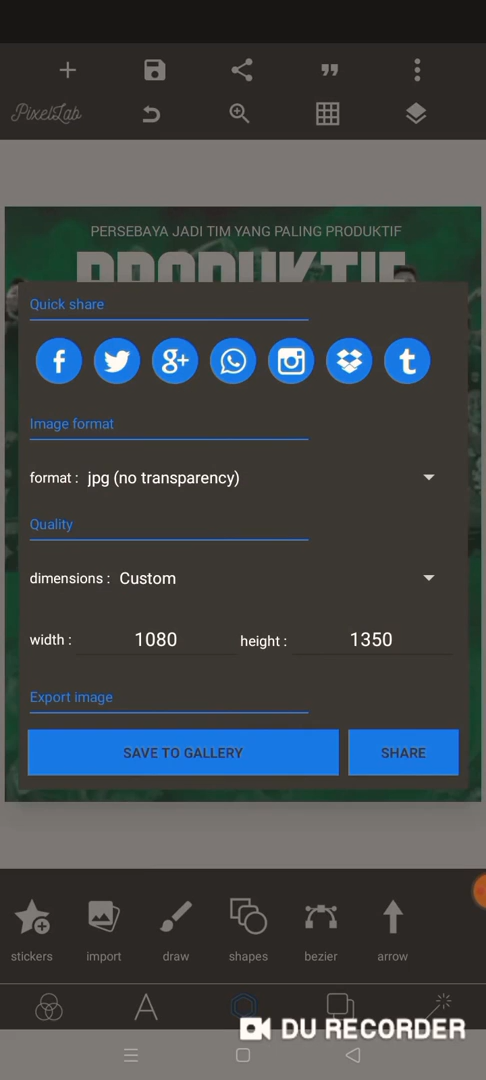 PixelLab
PERSEBAYA JADI TIM YANG PALING PRODUKTIF
PRODUKTIF
Quick share
Image format
format : jpg (no transparency)
Quality
dimensions : Custom
width : 1080 height : 1350
Export image
SAVE TO GALLERY SHARE
stickers import draw shapes bezier arrow
DU RECORDER